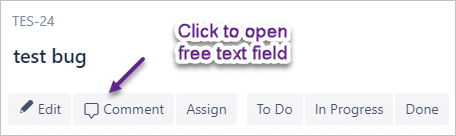 TES-24
Click to open
free text field
test bug
Edit Comment Assign To Do In Progress Done